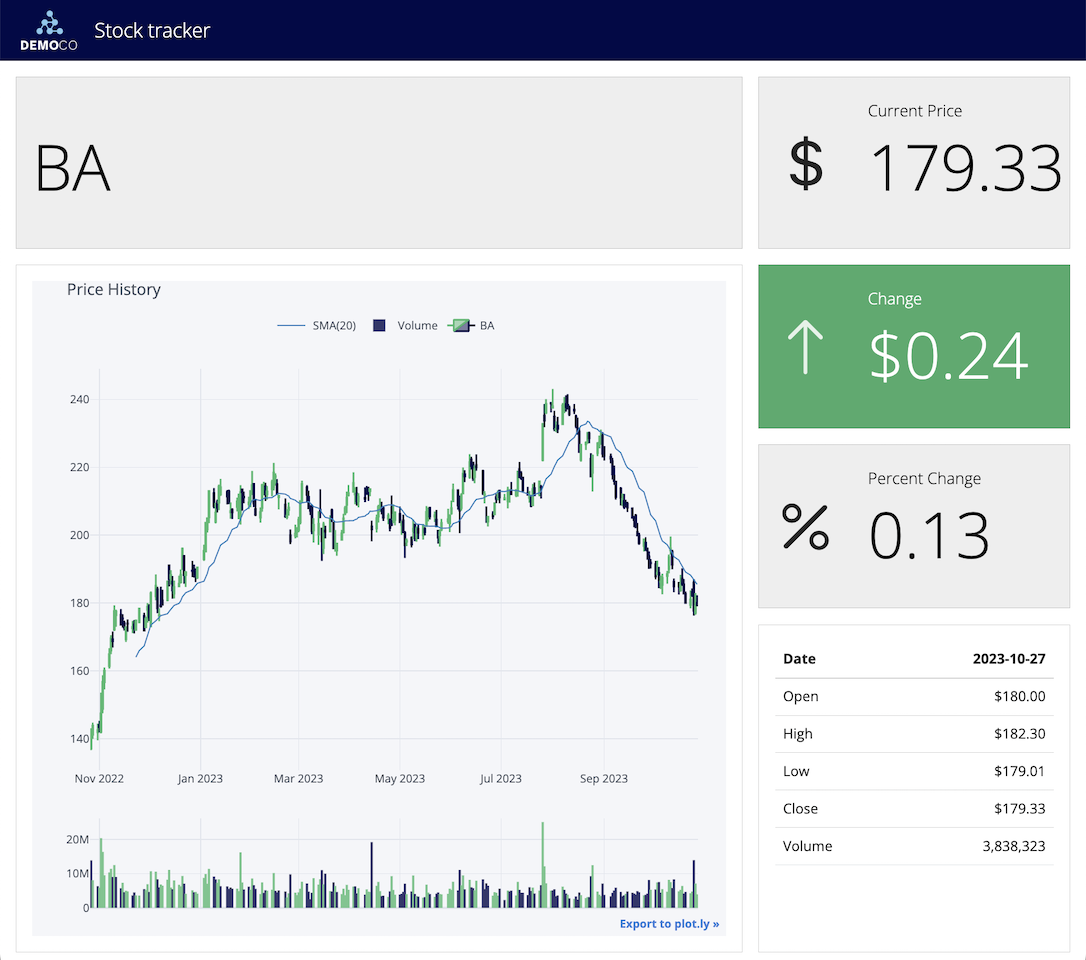 Stock tracker
DEMOCO
BA
Current Price
$ 179.33
Price History
SMA(20) Volume BA
240
220
200
180
160
140
Nov 2022 Jan 2023 Mar 2023 May 2023 Jul 2023 Sep 2023
20M
10M
0
Export to plot.ly »
Change
$0.24
Percent Change
% 0.13
Date 2023-10-27
Open $180.00
High $182.30
Low $179.01
Close $179.33
Volume 3,838,323